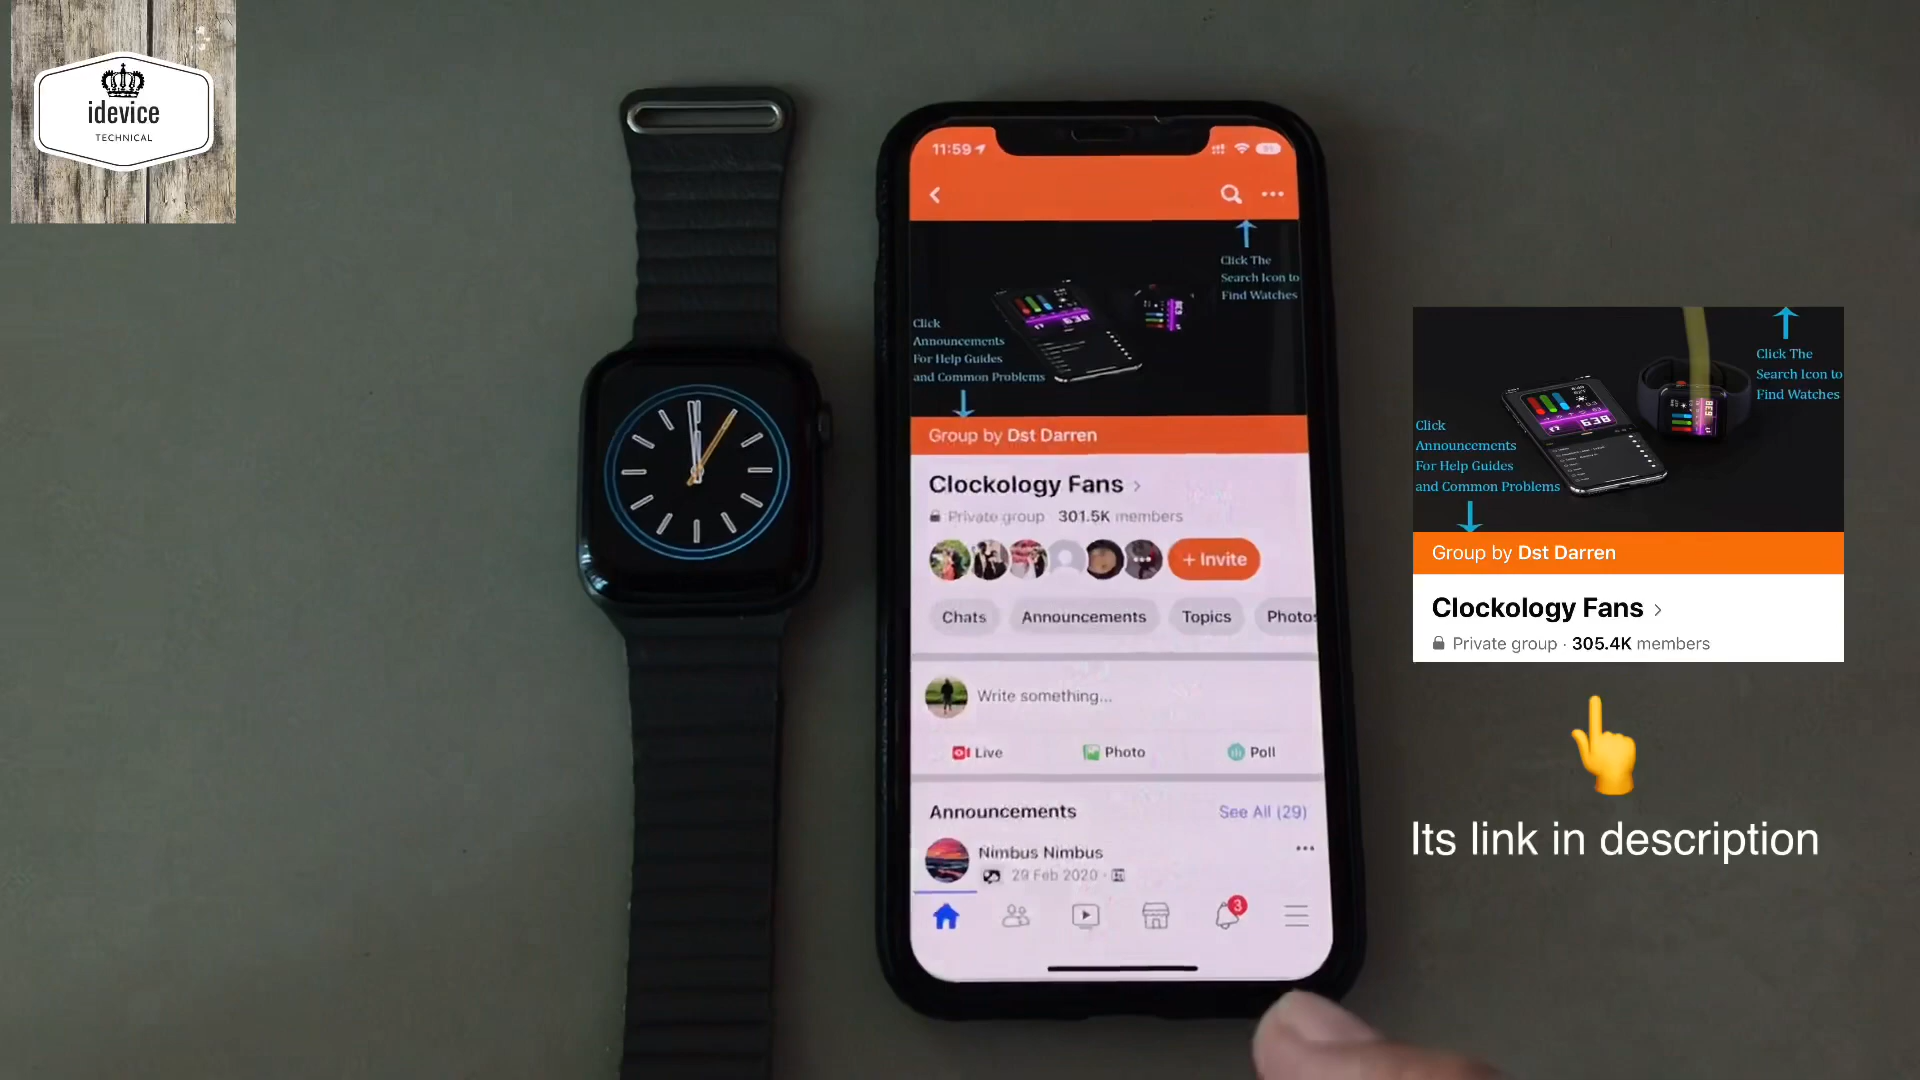 idevice
TECHNICAL
11:59
91
Click The
Search Icon to
Find Watches
Click
Announcements
For Help Guides
and Common Problems
Group by Dst Darren
Clockology Fans
Private group 301.5K members
+ Invite
Chats
Announcements
Topics
Photos
Write something...
Live
Photo
Poll
Announcements
See All (29)
Nimbus Nimbus
29 Feb 2020
3
Click The
Search Icon to
Find Watches
Click
Announcements
For Help Guides
and Common Problems
Group by Dst Darren
Clockology Fans
Private group · 305.4K members
Its link in description